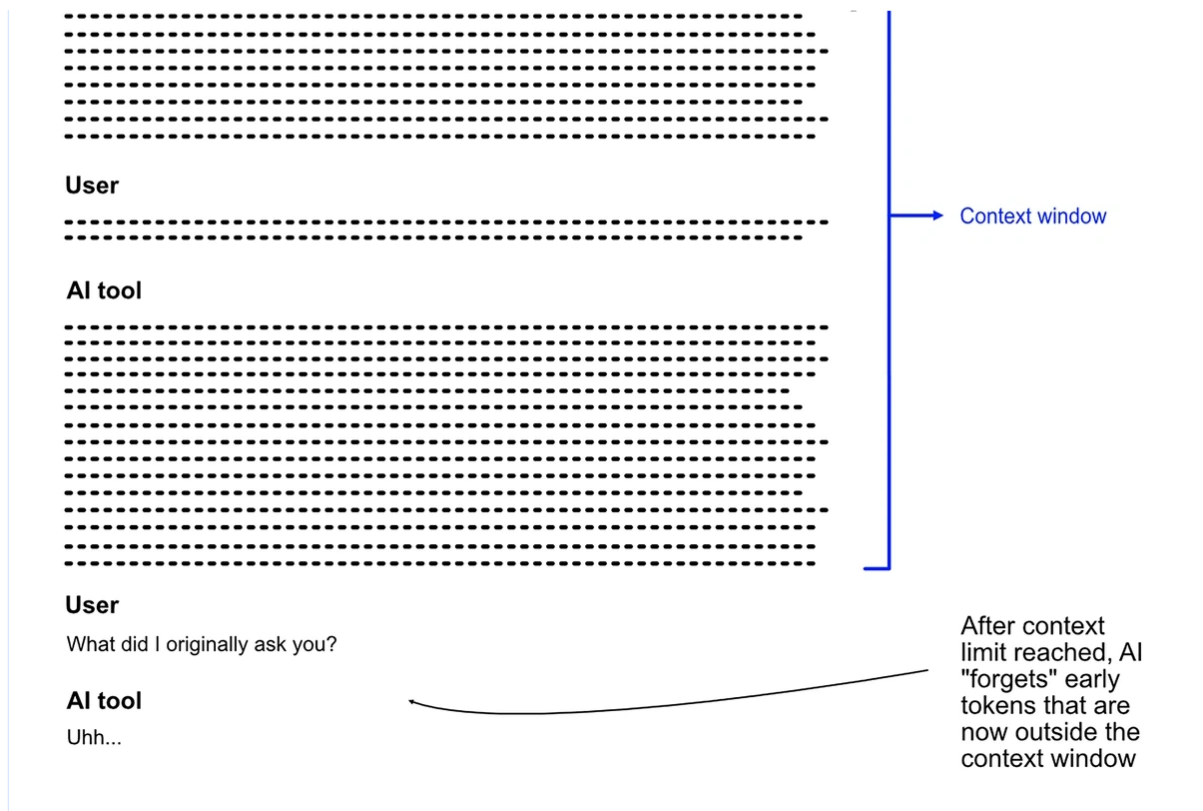 User
Context window
AI tool
User
What did I originally ask you?
AI tool
Uhh...
After context
limit reached, AI
"forgets" early
tokens that are
now outside the
context window